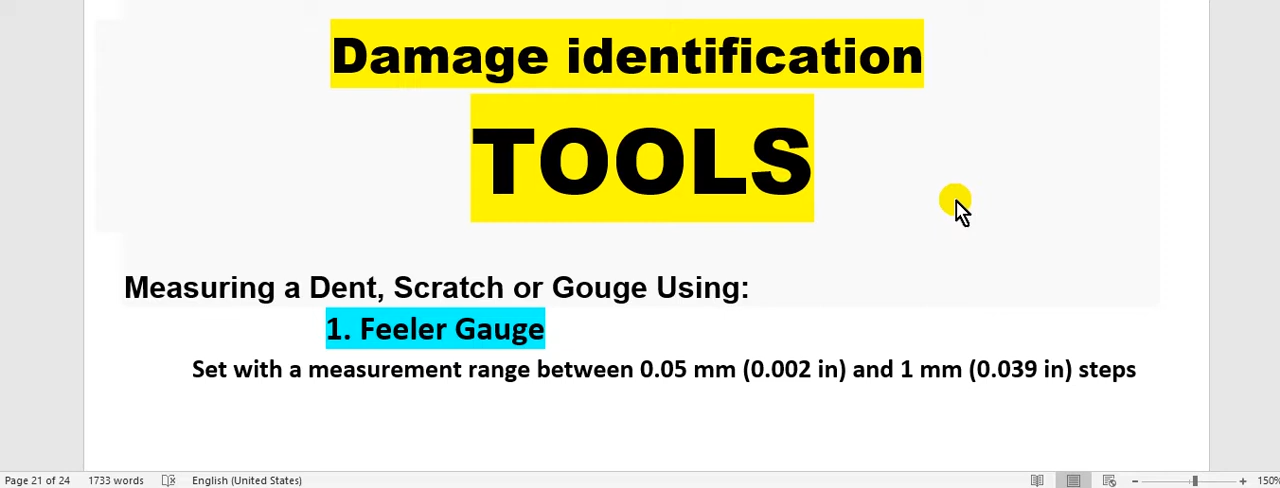 Damage identification
TOOLS
Measuring a Dent, Scratch or Gouge Using:
1. Feeler Gauge
Set with a measurement range between 0.05 mm (0.002 in) and 1 mm (0.039 in) steps
Page 21 of 24 1733 words English (United States) 150%